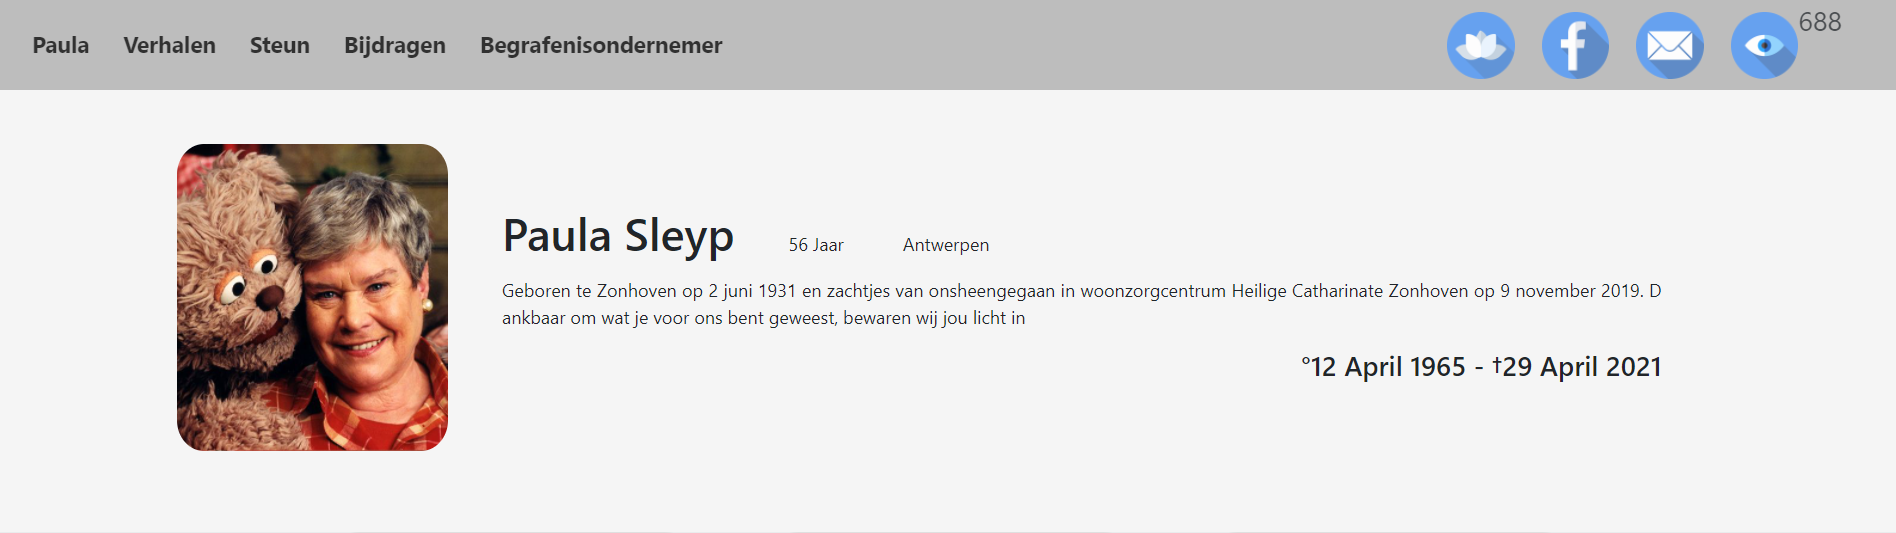 Paula Verhalen Steun Bijdragen Begrafenisondernemer f 688
Paula Sleyp 56 Jaar Antwerpen
Geboren te Zonhoven op 2 juni 1931 en zachtjes van onsheengegaan in woonzorgcentrum Heilige Catharinate Zonhoven op 9 november 2019. D
ankbaar om wat je voor ons bent geweest, bewaren wij jou licht in
°12 April 1965 - †29 April 2021